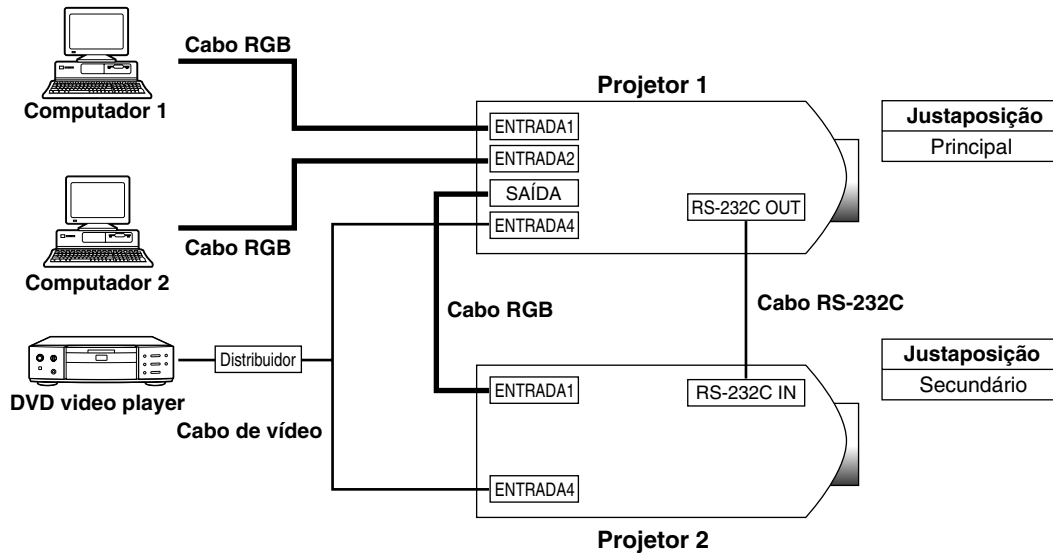 Cabo RGB
Computador 1
Projetor 1
ENTRADA1
ENTRADA2
SAÍDA
ENTRADA4
RS-232C OUT
Justaposição
Principal
Cabo RGB
Computador 2
Cabo RGB
Cabo RS-232C
Distribuidor
DVD video player
Cabo de vídeo
ENTRADA1
RS-232C IN
ENTRADA4
Justaposição
Secundário
Projetor 2